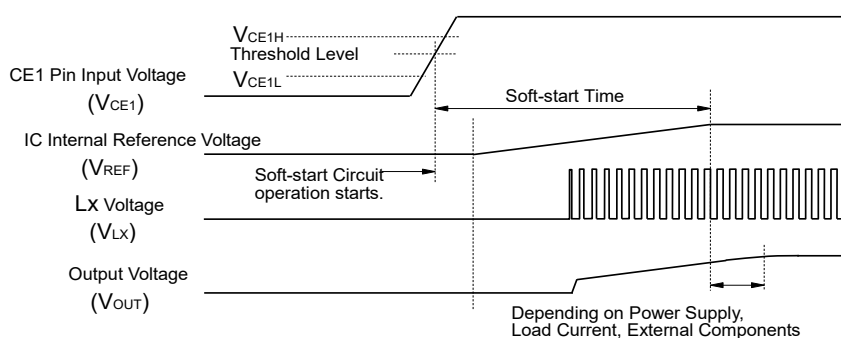 VCE1H
Threshold Level
VCE1L
CE1 Pin Input Voltage
(VCE1)
Soft-start Time
IC Internal Reference Voltage
(VREF)
Soft-start Circuit
operation starts.
Lx Voltage
(VLX)
Output Voltage
(VOUT)
Depending on Power Supply,
Load Current, External Components